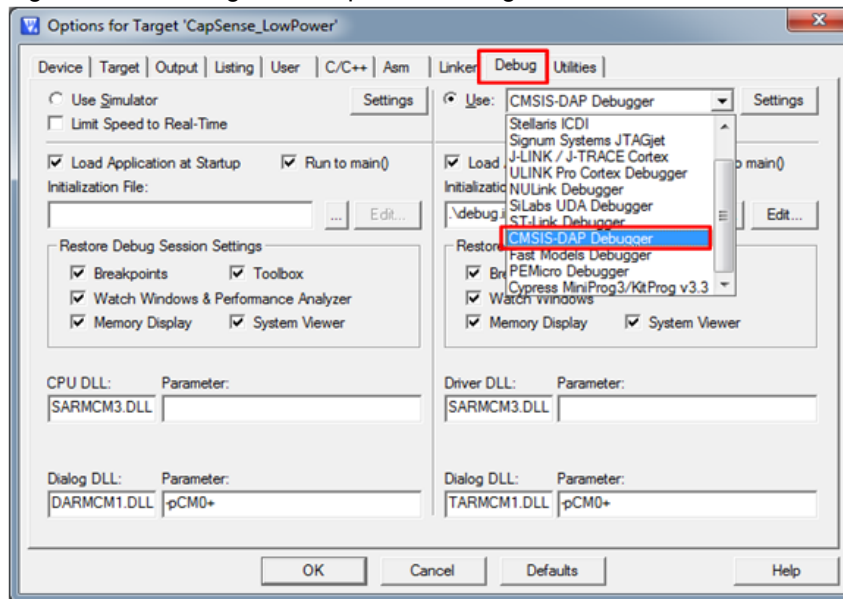 Options for Target 'CapSense_LowPower'
Device | Target | Output | Listing | User | C/C++ | Asm | Linker Debug Utilities |
Use Simulator Settings
Limit Speed to Real-Time
Load Application at Startup Run to main()
Initialization File:
... Edit...
Restore Debug Session Settings
Breakpoints Toolbox
Watch Windows & Performance Analyzer
Memory Display System Viewer
CPU DLL: Parameter:
SARMCM3.DLL
Dialog DLL: Parameter:
DARMCM1.DLL -pCM0+
Use: CMSIS-DAP Debugger Settings
Stellaris ICDI
Signum Systems JTAGjet
J-LINK / J-TRACE Cortex
ULINK Pro Cortex Debugger
NULink Debugger
SiLabs UDA Debugger
ST-Link Debugger
CMSIS-DAP Debugger
Fast Models Debugger
PEMicro Debugger
Cypress MiniProg3/KitProg v3.3
Load main()
Edit...
Watch Windows
Memory Display System Viewer
Driver DLL: Parameter:
SARMCM3.DLL
Dialog DLL: Parameter:
TARMCM1.DLL -pCM0+
OK Cancel Defaults Help